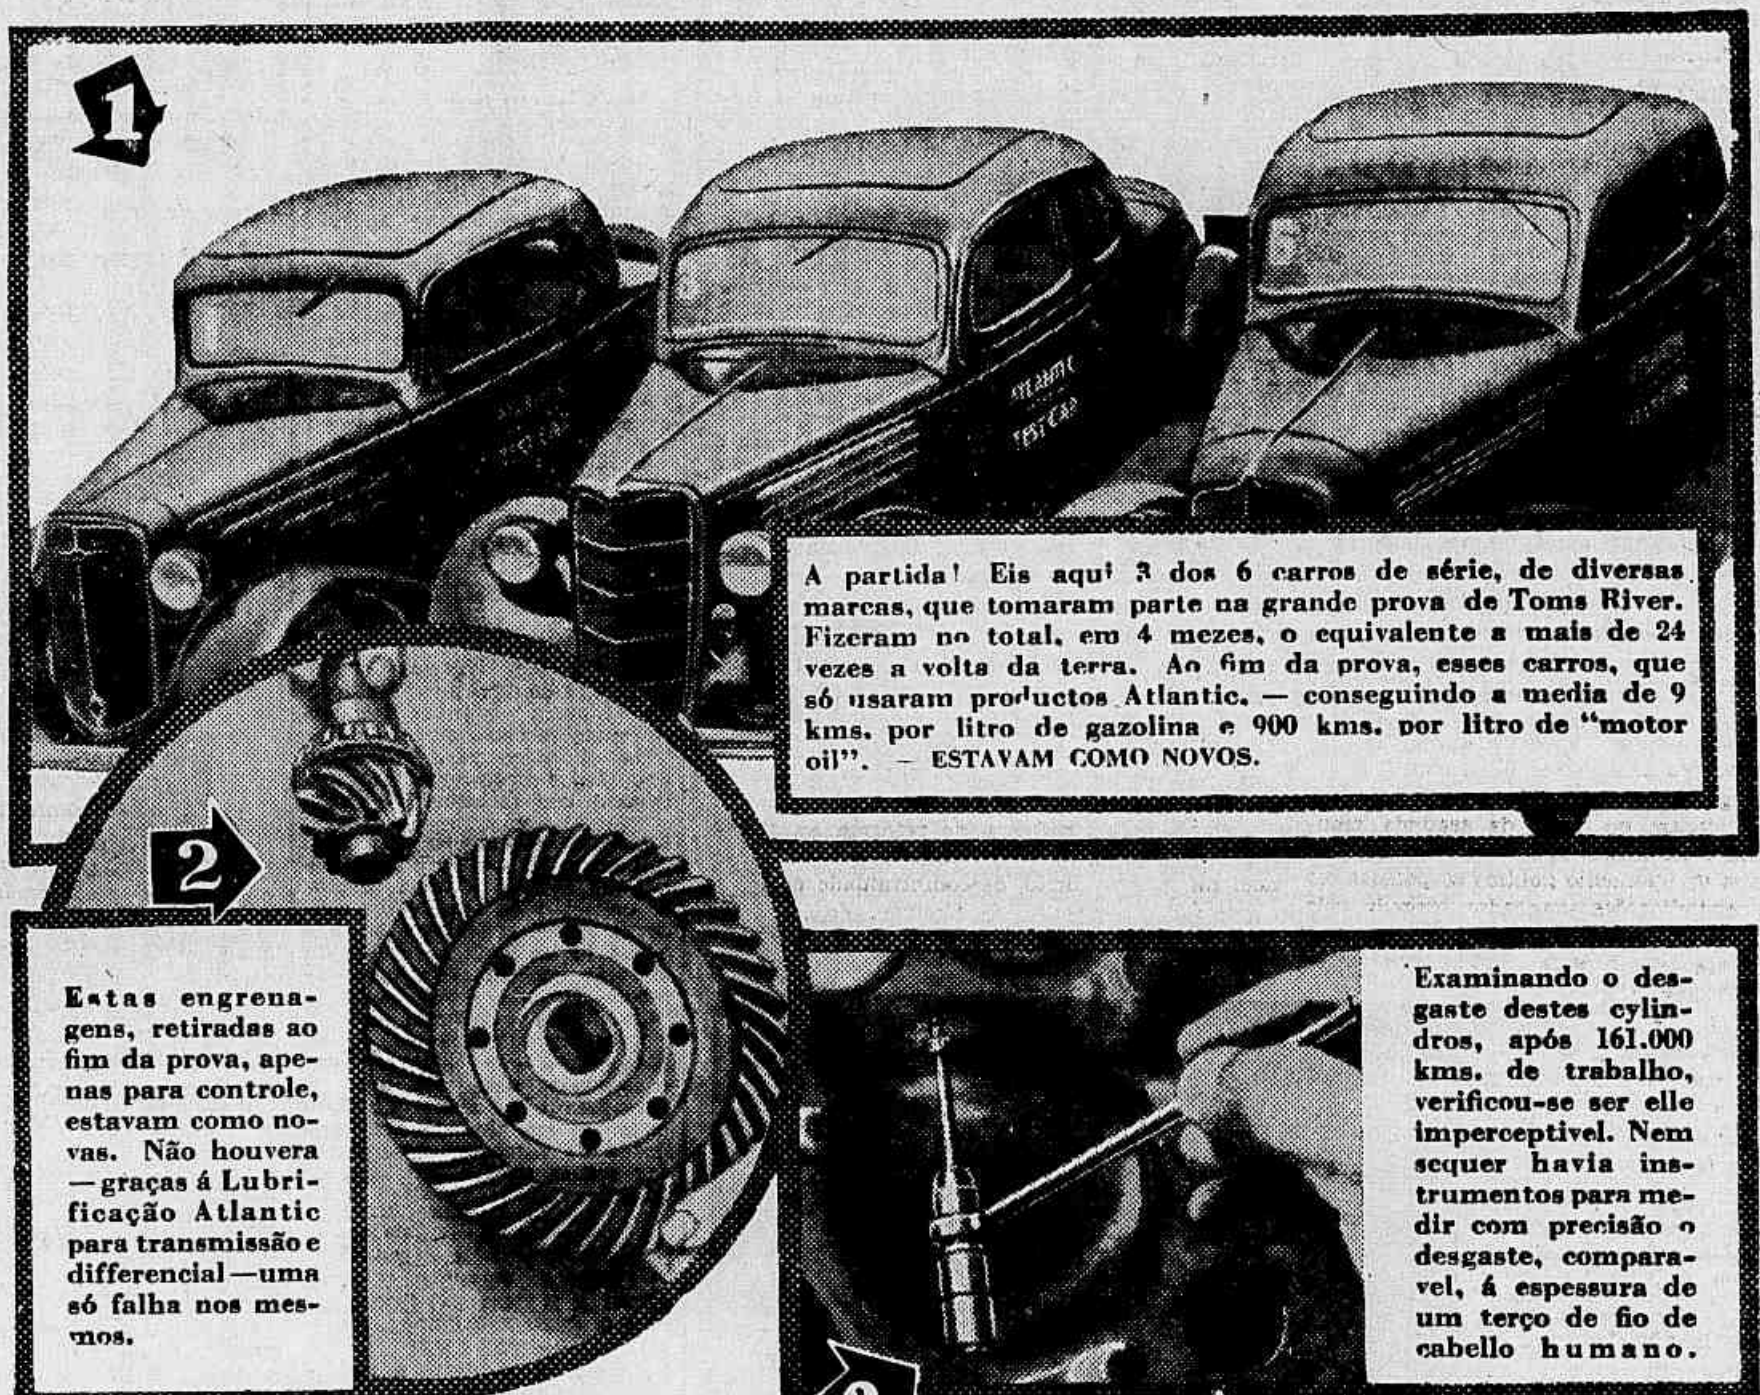 1
ATLANTIC
TEST CAR
A partida! Eis aqui 3 dos 6 carros de série, de diversas
marcas, que tomaram parte na grande prova de Toms River.
Fizeram no total, em 4 mezes, o equivalente a mais de 24
vezes a volta da terra. Ao fim da prova, esses carros, que
só usaram productos Atlantic, — conseguindo a media de 9
kms. por litro de gazolina e 900 kms. por litro de “motor
oil”. — ESTAVAM COMO NOVOS.
2
Estas engrena-
gens, retiradas ao
fim da prova, ape-
nas para controle,
estavam como no-
vas. Não houvera
— graças á Lubri-
ficação Atlantic
para transmissão e
differencial — uma
só falha nos mes-
mos.
Examinando o des-
gaste destes cylin-
dros, após 161.000
kms. de trabalho,
verificou-se ser elle
imperceptivel. Nem
sequer havia ins-
trumentos para me-
dir com precisão o
desgaste, compara-
vel, á espessura de
um terço de fio de
cabello humano.